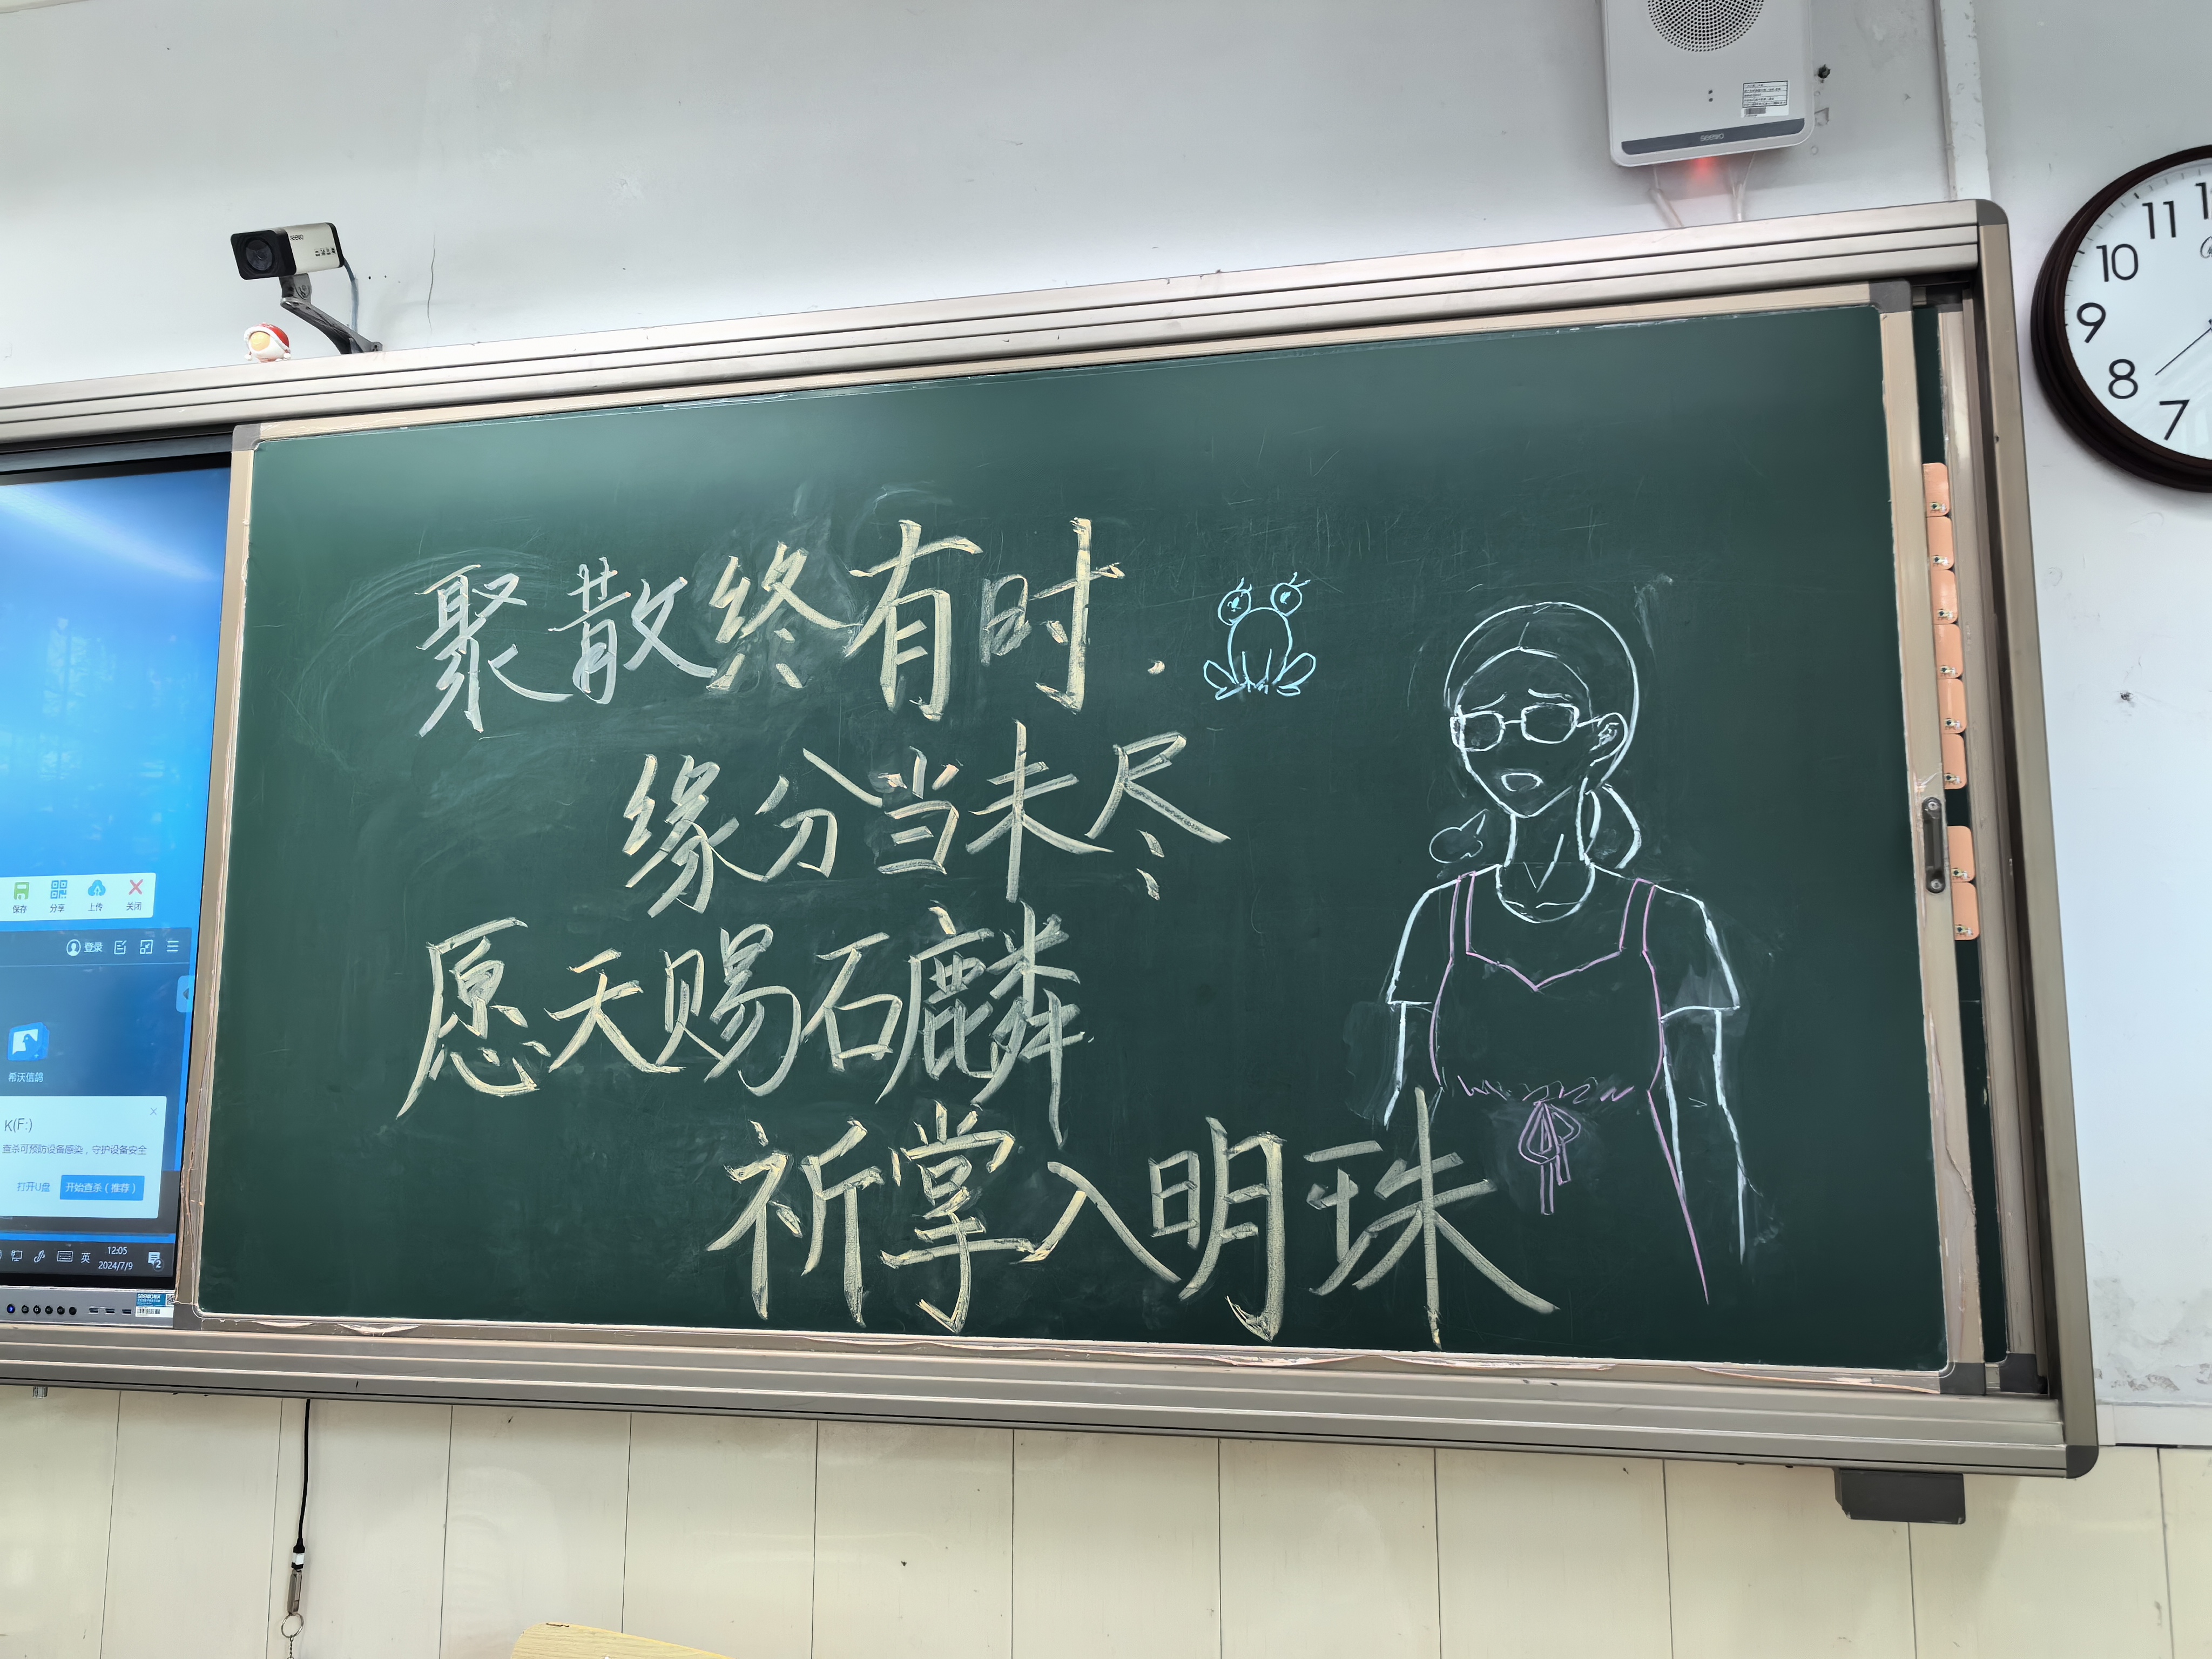 聚散终有时.
缘分当未尽
愿天赐石麟
祈掌入明珠
seewo
seewo
11
10
9
8
7
保存 分享 上传 关闭
登录
希沃信鸽
K(F:)
查杀可预防设备感染，守护设备安全
打开U盘 开始查杀（推荐）
英
12:05
2024/7/9
2